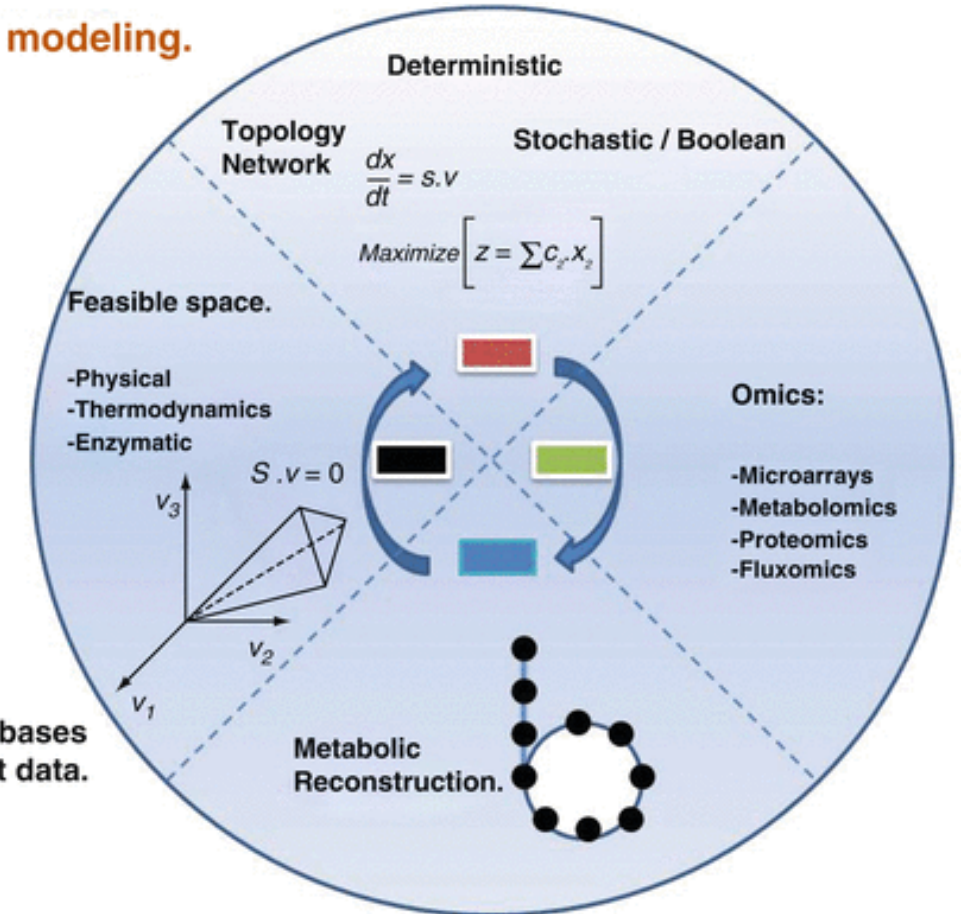 modeling.
Deterministic
Topology
Network
Stochastic / Boolean
dx
dt = s.v
Maximize [ z = ∑c₂.x₂ ]
Feasible space.
-Physical
-Thermodynamics
-Enzymatic
S .v = 0
v₃
v₂
v₁
Omics:
-Microarrays
-Metabolomics
-Proteomics
-Fluxomics
bases
t data.
Metabolic
Reconstruction.